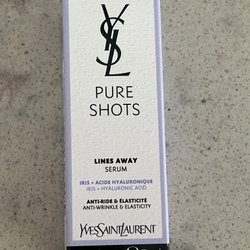 YSL
PURE
SHOTS
LINES AWAY
SERUM
IRIS + ACIDE HYALURONIQUE
IRIS + HYALURONIC ACID
ANTI-RIDE & ÉLASTICITÉ
ANTI-WRINKLE & ELASTICITY
YVESSAINTLAURENT